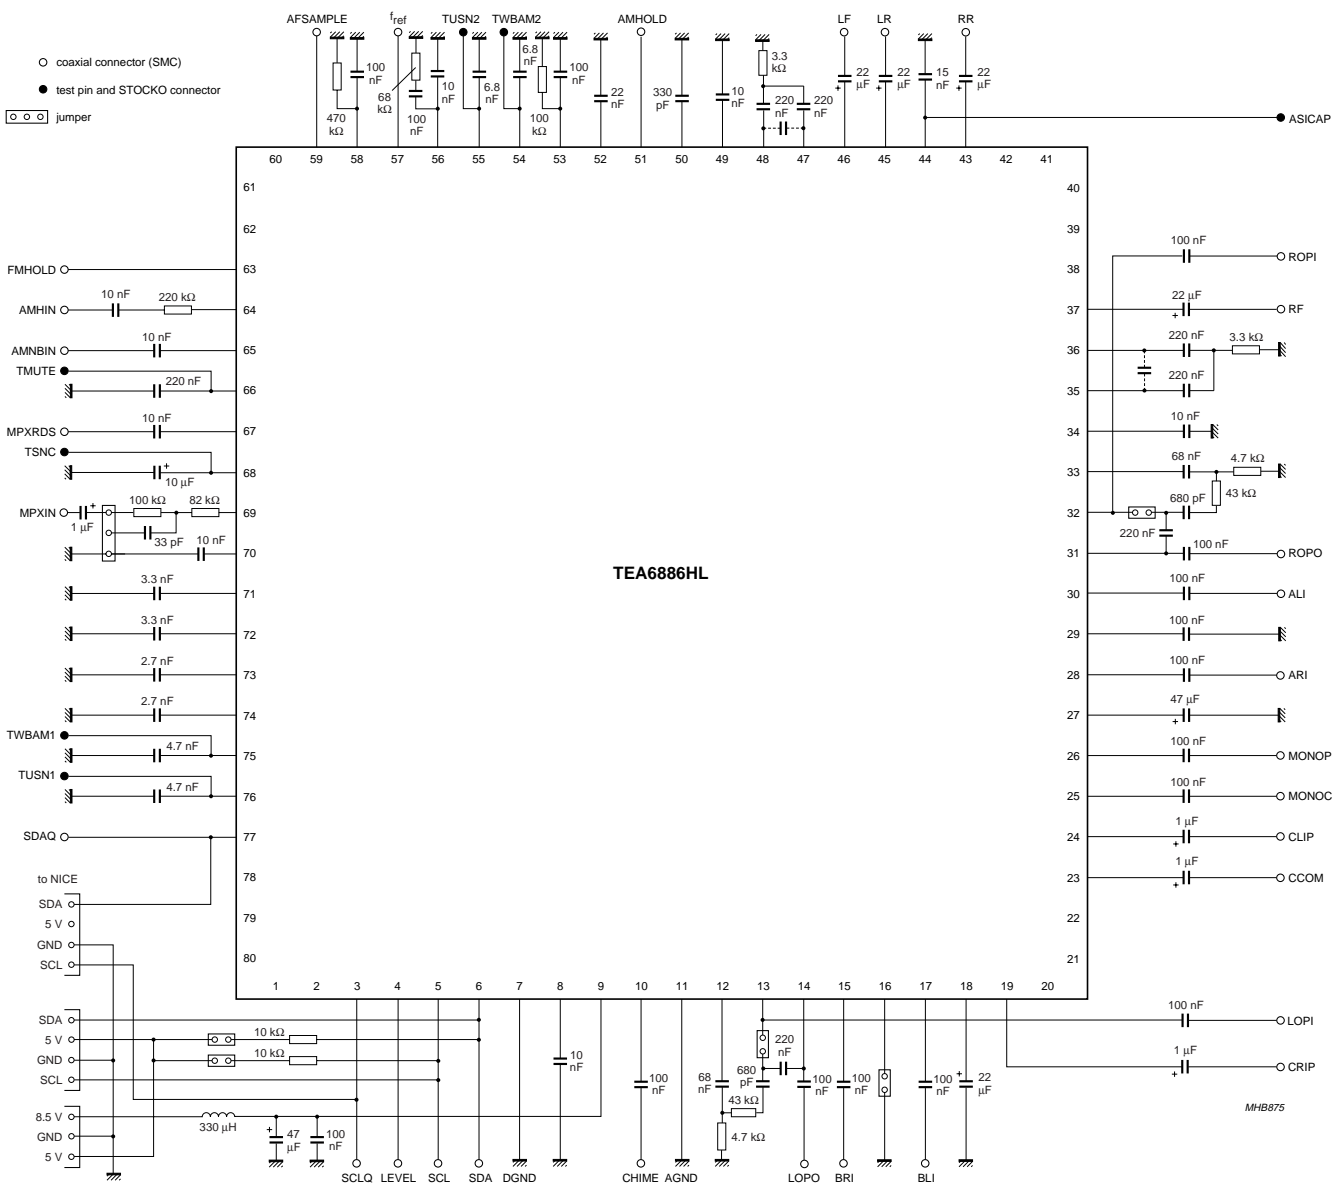 AFSAMPLE
fref
TUSN2
TWBAM2
AMHOLD
LF
LR
RR
coaxial connector (SMC)
test pin and STOCKO connector
jumper
470 kΩ
100 nF
68 kΩ
100 nF
10 nF
6.8 nF
6.8 nF
100 kΩ
100 nF
22 nF
330 pF
10 nF
3.3 kΩ
220 nF
220 nF
22 μF
+
22 μF
+
15 nF
22 μF
+
ASICAP
60 59 58 57 56 55 54 53 52 51 50 49 48 47 46 45 44 43 42 41
61
62
FMHOLD 63
AMHIN 10 nF 220 kΩ 64
AMNBIN 10 nF 65
TMUTE
220 nF 66
MPXRDS 10 nF 67
TSNC
+ 10 μF 68
MPXIN 1 μF + 100 kΩ 82 kΩ 69
33 pF
10 nF 70
3.3 nF 71
3.3 nF 72
2.7 nF 73
2.7 nF 74
TWBAM1
4.7 nF 75
TUSN1
4.7 nF 76
SDAQ 77
78
79
80
TEA6886HL
40
39
38 100 nF ROPI
37 22 μF + RF
36 220 nF 3.3 kΩ
35 220 nF
34 10 nF
33 68 nF 4.7 kΩ
43 kΩ
32 680 pF
220 nF
31 100 nF ROPO
30 100 nF ALI
29 100 nF
28 100 nF ARI
27 47 μF +
26 100 nF MONOP
25 100 nF MONOC
24 1 μF + CLIP
23 1 μF + CCOM
22
21
to NICE
SDA
5 V
GND
SCL
1 2 3 4 5 6 7 8 9 10 11 12 13 14 15 16 17 18 19 20
SDA
5 V 10 kΩ
GND 10 kΩ
SCL
8.5 V 330 μH
GND
5 V
+ 47 μF
100 nF
10 nF
100 nF
68 nF
43 kΩ
4.7 kΩ
680 pF
220 nF
100 nF
100 nF
100 nF
+ 22 μF
100 nF LOPI
1 μF + CRIP
MHB875
SCLQ LEVEL SCL SDA DGND CHIME AGND LOPO BRI BLI